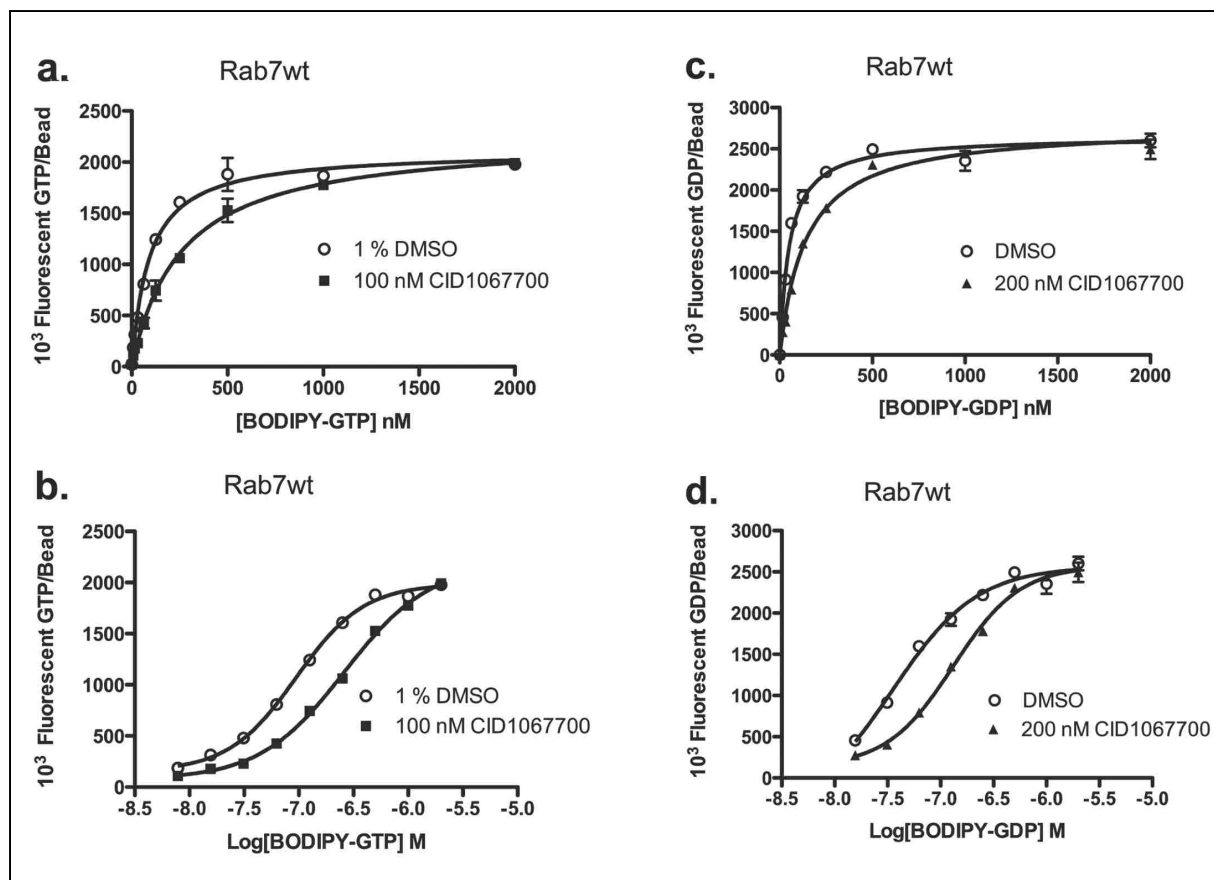 a.
Rab7wt
10³ Fluorescent GTP/Bead
2500
2000
1500
1000
500
0
0 500 1000 1500 2000
[BODIPY-GTP] nM
1 % DMSO
100 nM CID1067700
c.
Rab7wt
10³ Fluorescent GDP/Bead
3000
2500
2000
1500
1000
500
0
0 500 1000 1500 2000
[BODIPY-GDP] nM
DMSO
200 nM CID1067700
b.
Rab7wt
10³ Fluorescent GTP/Bead
2500
2000
1500
1000
500
0
-8.5 -8.0 -7.5 -7.0 -6.5 -6.0 -5.5 -5.0
Log[BODIPY-GTP] M
1 % DMSO
100 nM CID1067700
d.
Rab7wt
10³ Fluorescent GDP/Bead
3000
2500
2000
1500
1000
500
0
-8.5 -8.0 -7.5 -7.0 -6.5 -6.0 -5.5 -5.0
Log[BODIPY-GDP] M
DMSO
200 nM CID1067700